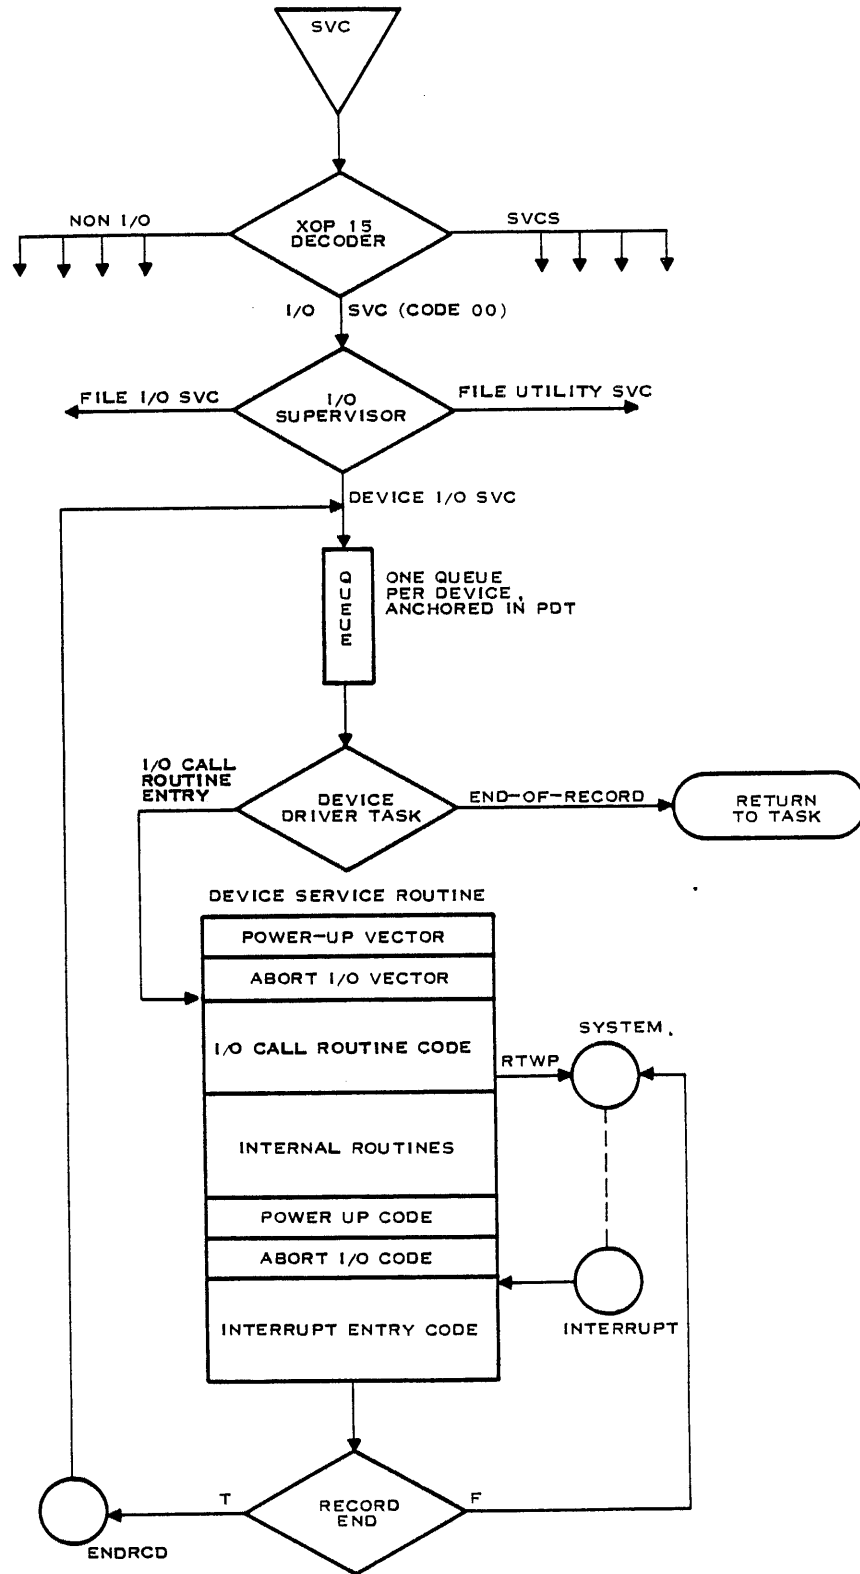 SVC
XOP 15
DECODER
NON I/O
SVCS
I/O SVC (CODE 00)
I/O
SUPERVISOR
FILE I/O SVC
FILE UTILITY SVC
DEVICE I/O SVC
QUEUE
ONE QUEUE
PER DEVICE,
ANCHORED IN PDT
I/O CALL
ROUTINE
ENTRY
DEVICE
DRIVER TASK
END-OF-RECORD
RETURN
TO TASK
DEVICE SERVICE ROUTINE
POWER-UP VECTOR
ABORT I/O VECTOR
I/O CALL ROUTINE CODE
RTWP
SYSTEM
INTERNAL ROUTINES
POWER UP CODE
ABORT I/O CODE
INTERRUPT ENTRY CODE
INTERRUPT
RECORD
END
T
F
ENDRCD